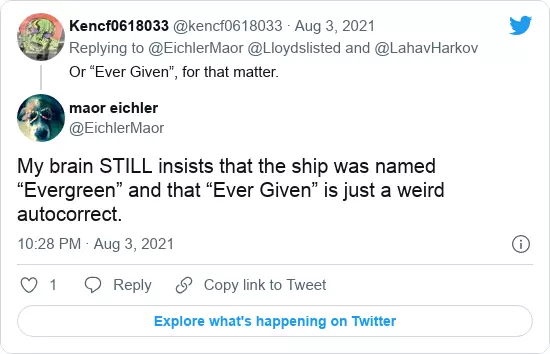 Kencf0618033 @kencf0618033 · Aug 3, 2021
Replying to @EichlerMaor @Lloydslisted and @LahavHarkov
Or “Ever Given”, for that matter.
maor eichler
@EichlerMaor
My brain STILL insists that the ship was named
“Evergreen” and that “Ever Given” is just a weird
autocorrect.
10:28 PM · Aug 3, 2021
1 Reply Copy link to Tweet
Explore what's happening on Twitter